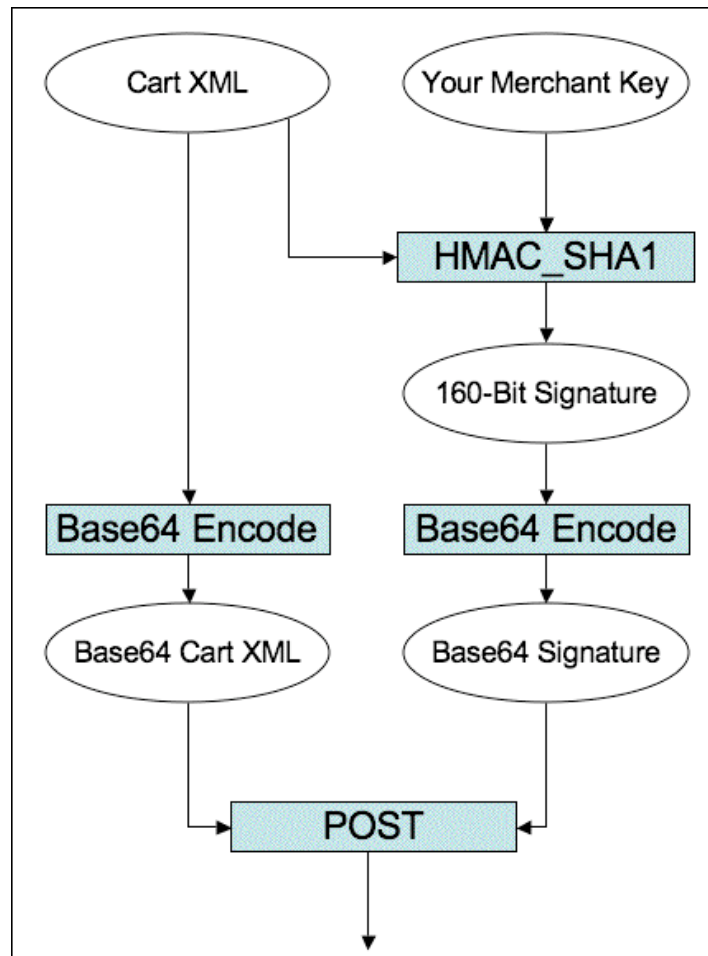 Cart XML
Your Merchant Key
HMAC_SHA1
160-Bit Signature
Base64 Encode
Base64 Encode
Base64 Cart XML
Base64 Signature
POST